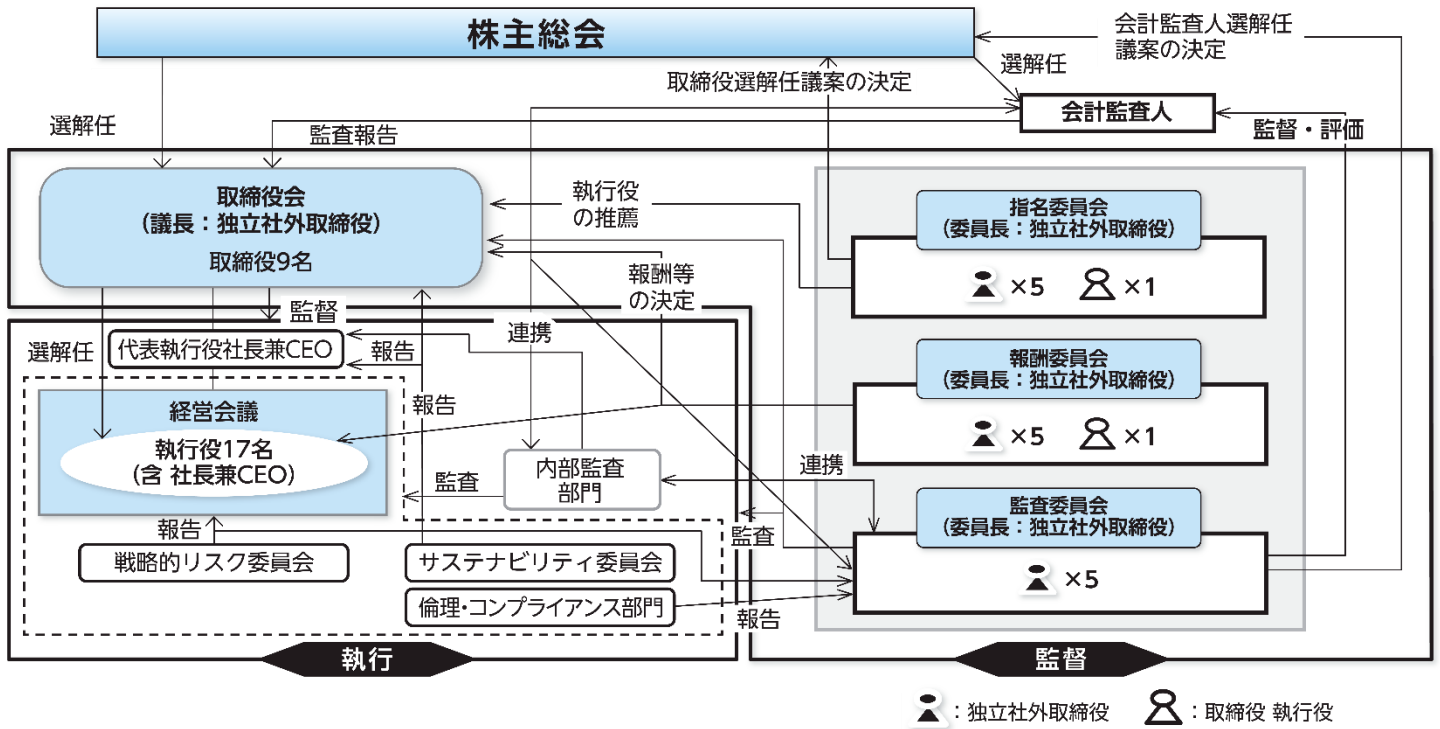 株主総会
会計監査人選解任
議案の決定
選解任
取締役選解任議案の決定
会計監査人
選解任
監査報告
監督・評価
取締役会
(議長：独立社外取締役)
取締役9名
執行役
の推薦
指名委員会
(委員長：独立社外取締役)
×5
×1
報酬等
の決定
監督
代表執行役社長兼CEO
選解任
報告
連携
報酬委員会
(委員長：独立社外取締役)
×5
×1
経営会議
報告
執行役17名
(含 社長兼CEO)
内部監査
部門
監査
連携
監査委員会
(委員長：独立社外取締役)
×5
報告
監査
戦略的リスク委員会
サステナビリティ委員会
倫理・コンプライアンス部門
報告
執行
監督
：独立社外取締役
：取締役 執行役